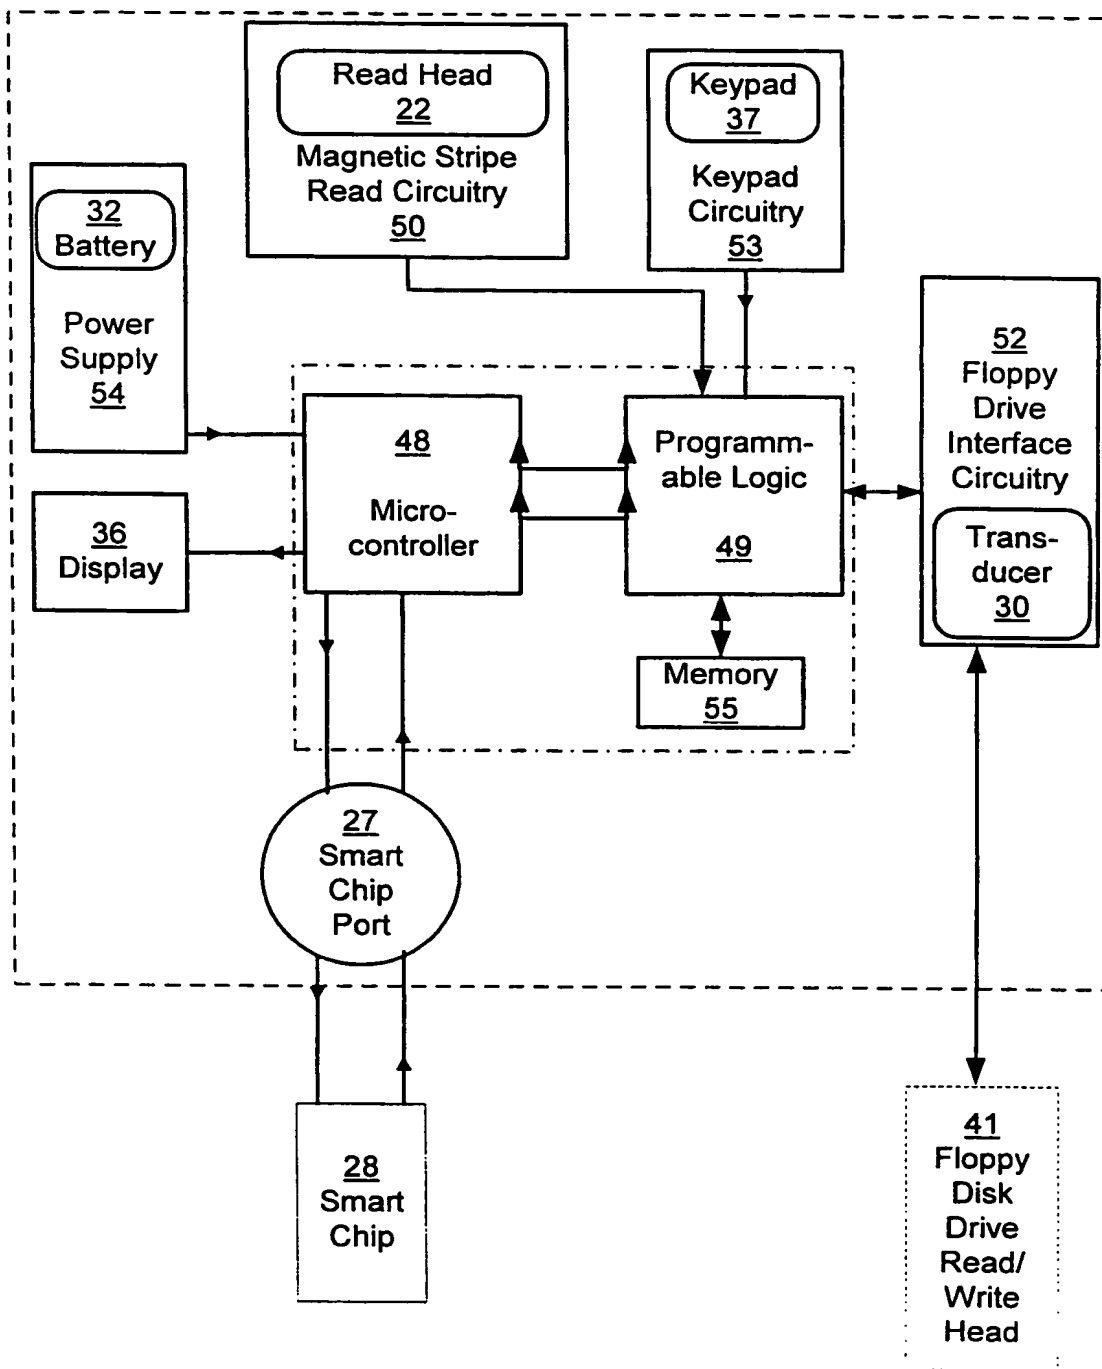 Read Head
22
Magnetic Stripe
Read Circuitry
50
Keypad
37
Keypad
Circuitry
53
32
Battery
Power
Supply
54
52
Floppy
Drive
Interface
Circuitry
Trans-
ducer
30
48
Micro-
controller
Programm-
able Logic
49
36
Display
Memory
55
27
Smart
Chip
Port
28
Smart
Chip
41
Floppy
Disk
Drive
Read/
Write
Head